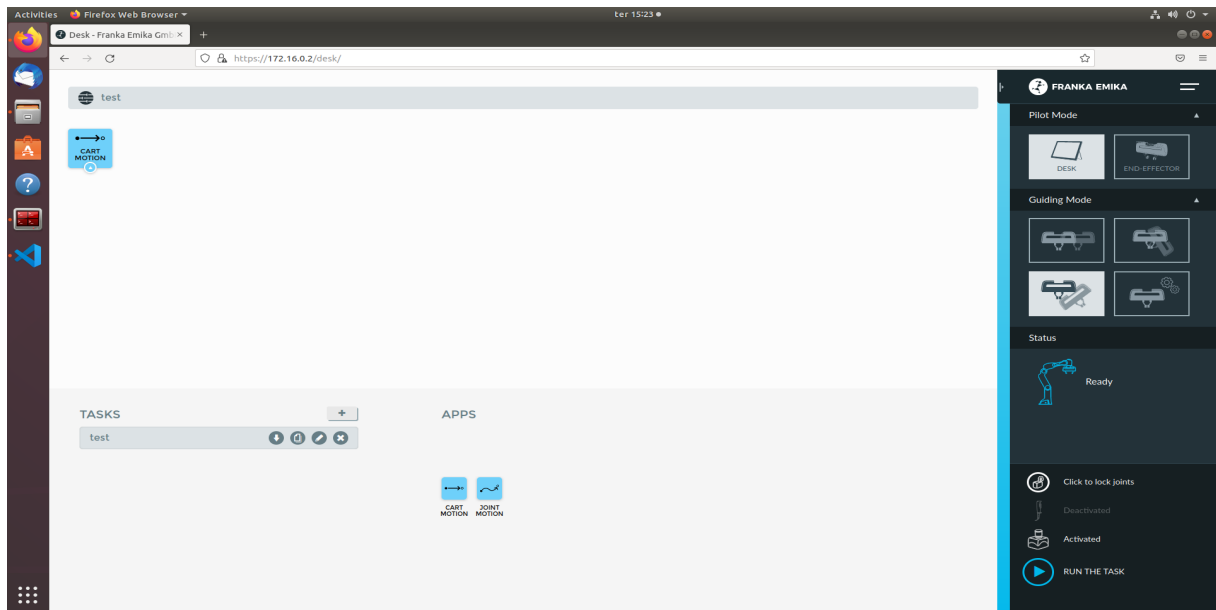 Activities Firefox Web Browser ter 15:23
Desk - Franka Emika Gmb
https://172.16.0.2/desk/
FRANKA EMIKA
test
Pilot Mode
CART
MOTION
DESK
END-EFFECTOR
Guiding Mode
Status
Ready
TASKS
APPS
test
CART
MOTION
JOINT
MOTION
Click to lock joints
Deactivated
Activated
RUN THE TASK